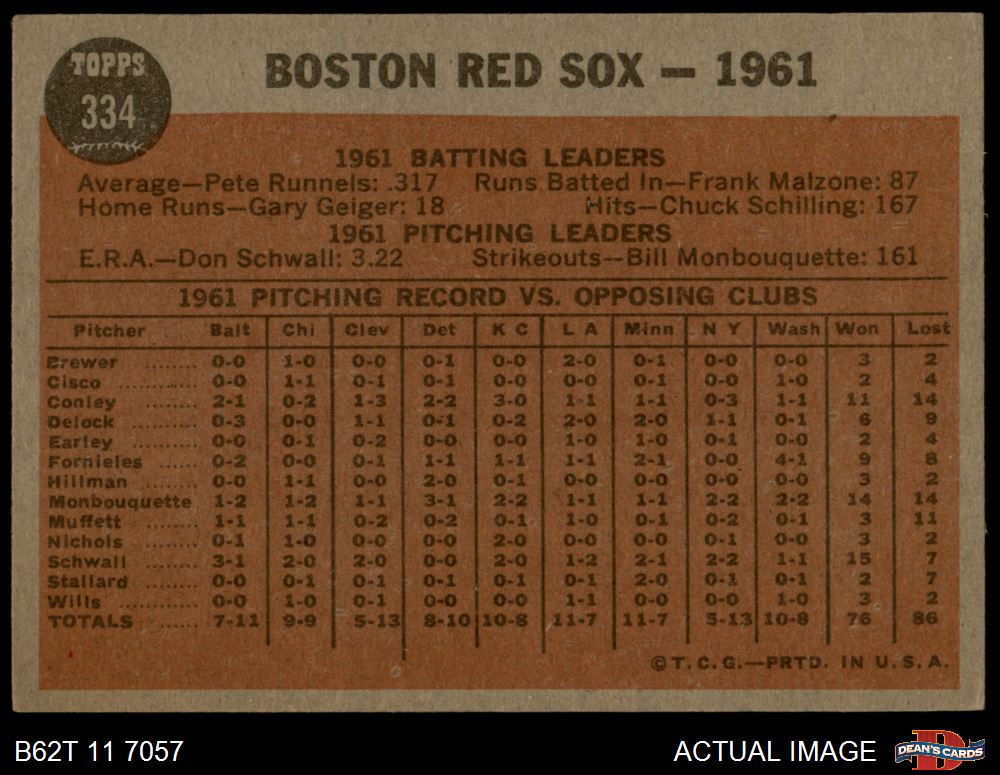 TOPPS
334
BOSTON RED SOX — 1961
1961 BATTING LEADERS
Average—Pete Runnels: .317 Runs Batted In—Frank Malzone: 87
Home Runs—Gary Geiger: 18 Hits—Chuck Schilling: 167
1961 PITCHING LEADERS
E.R.A.—Don Schwall: 3.22 Strikeouts—Bill Monbouquette: 161
1961 PITCHING RECORD VS. OPPOSING CLUBS
Pitcher Balt Chi Clev Det K C L A Minn N Y Wash Won Lost
Brewer ........ 0-0 1-0 0-0 0-1 0-0 2-0 0-1 0-0 0-0 3 2
Cisco ............ 0-0 1-1 0-1 0-1 0-0 0-0 0-1 0-0 1-0 2 4
Conley ........ 2-1 0-2 1-3 2-2 3-0 1-1 1-1 0-3 1-1 11 14
Delock ........ 0-3 0-0 1-1 0-1 0-2 2-0 2-0 1-1 0-1 6 9
Earley .......... 0-0 0-1 0-2 0-0 0-0 1-0 1-0 0-1 0-0 2 4
Fornieles ...... 0-2 0-0 0-1 1-1 1-1 1-1 2-1 0-0 4-1 9 8
Hillman ........ 0-0 1-1 0-0 2-0 0-1 0-0 0-0 0-0 0-0 3 2
Monbouquette 1-2 1-2 1-1 3-1 2-2 1-1 1-1 2-2 2-2 14 14
Muffett ........ 1-1 1-1 0-2 0-2 0-1 1-0 0-1 0-2 0-1 3 11
Nichols ........ 0-1 1-0 0-0 0-0 2-0 0-0 0-0 0-1 0-0 3 2
Schwall ........ 3-1 2-0 2-0 0-0 2-0 1-2 2-1 2-2 1-1 15 7
Stallard ........ 0-0 0-1 0-1 0-1 0-1 0-1 2-0 0-1 0-1 2 7
Wills ............ 0-0 1-0 0-1 0-0 0-0 1-1 0-0 0-0 1-0 3 2
TOTALS ...... 7-11 9-9 5-13 8-10 10-8 11-7 11-7 5-13 10-8 76 86
©T.C.G.—PRTD. IN U.S.A.
B62T 11 7057 ACTUAL IMAGE DEAN'S CARDS